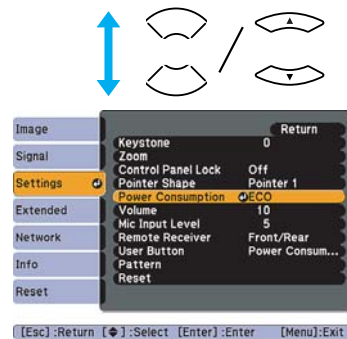 Image
Signal
Settings
Extended
Network
Info
Reset
Return
Keystone 0
Zoom
Control Panel Lock Off
Pointer Shape Pointer 1
Power Consumption ECO
Volume 10
Mic Input Level 5
Remote Receiver Front/Rear
User Button Power Consum...
Pattern
Reset
[Esc] :Return [◆] :Select [Enter] :Enter [Menu]:Exit